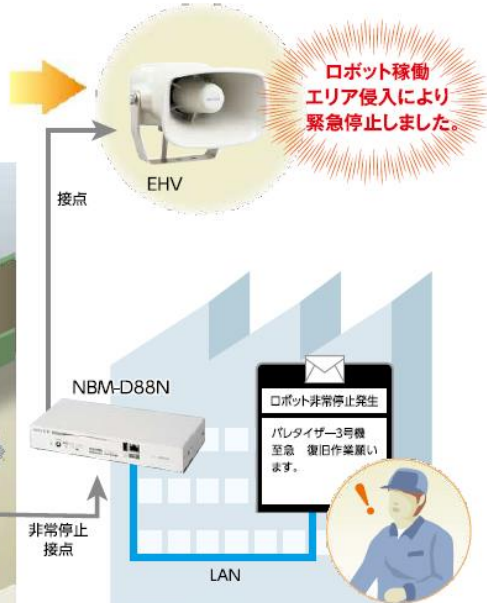 ロボット稼働
エリア侵入により
緊急停止しました。
EHV
接点
NBM-D88N
ロボット非常停止発生
パレタイザー3号機
至急 復旧作業願い
ます。
非常停止
接点
LAN